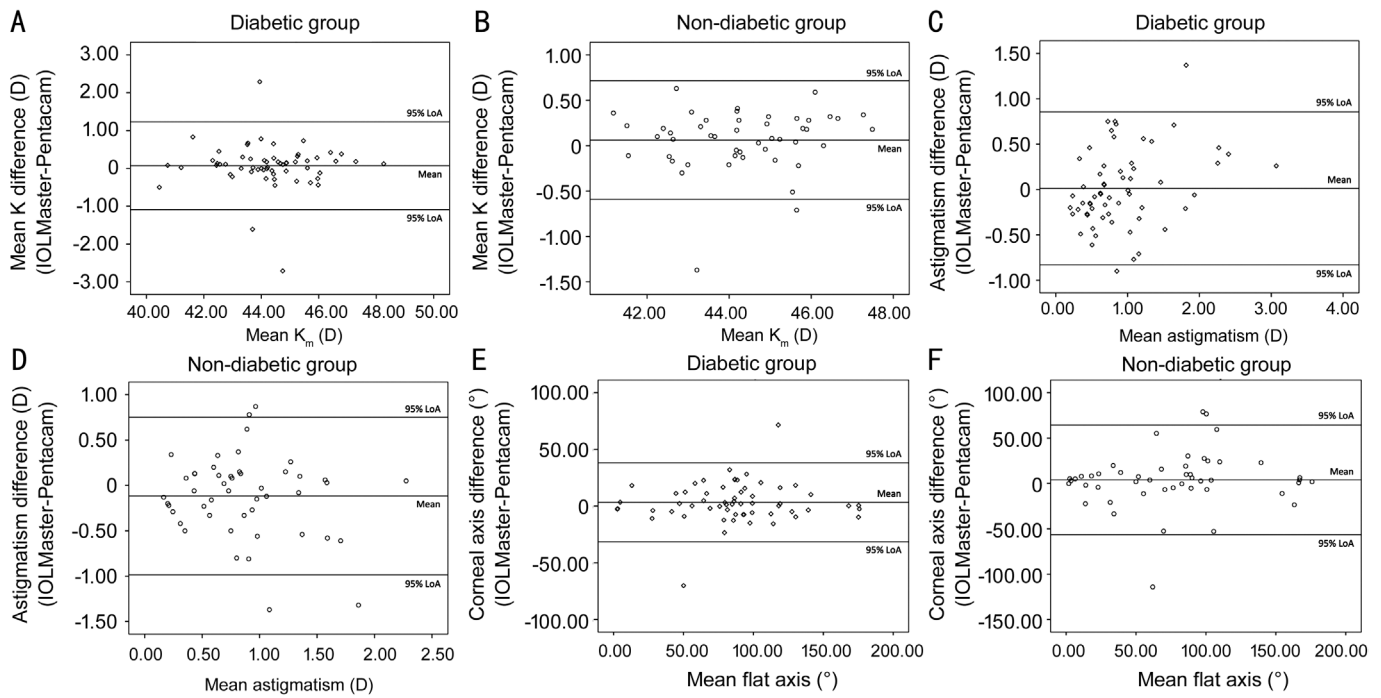 A
Diabetic group
Mean K difference (D)
(IOLMaster-Pentacam)
3.00
2.00
1.00
0
-1.00
-2.00
-3.00
95% LoA
Mean
95% LoA
40.00 42.00 44.00 46.00 48.00 50.00
Mean Km (D)
B
Non-diabetic group
Mean K difference (D)
(IOLMaster-Pentacam)
1.00
0.50
0
-0.50
-1.00
-1.50
95% LoA
Mean
95% LoA
42.00 44.00 46.00 48.00
Mean Km (D)
C
Diabetic group
Astigmatism difference (D)
(IOLMaster-Pentacam)
1.50
1.00
0.50
0
-0.50
-1.00
95% LoA
Mean
95% LoA
0.00 1.00 2.00 3.00 4.00
Mean astigmatism (D)
D
Non-diabetic group
Astigmatism difference (D)
(IOLMaster-Pentacam)
1.00
0.50
0
-0.50
-1.00
-1.50
95% LoA
Mean
95% LoA
0.00 0.50 1.00 1.50 2.00 2.50
Mean astigmatism (D)
E
Diabetic group
Corneal axis difference (°)
(IOLMaster-Pentacam)
100.00
50.00
0
-50.00
-100.00
95% LoA
Mean
95% LoA
0.00 50.00 100.00 150.00 200.00
Mean flat axis (°)
F
Non-diabetic group
Corneal axis difference (°)
(IOLMaster-Pentacam)
100.00
50.00
0
-50.00
-100.00
-150.00
95% LoA
Mean
95% LoA
0.00 50.00 100.00 150.00 200.00
Mean flat axis (°)